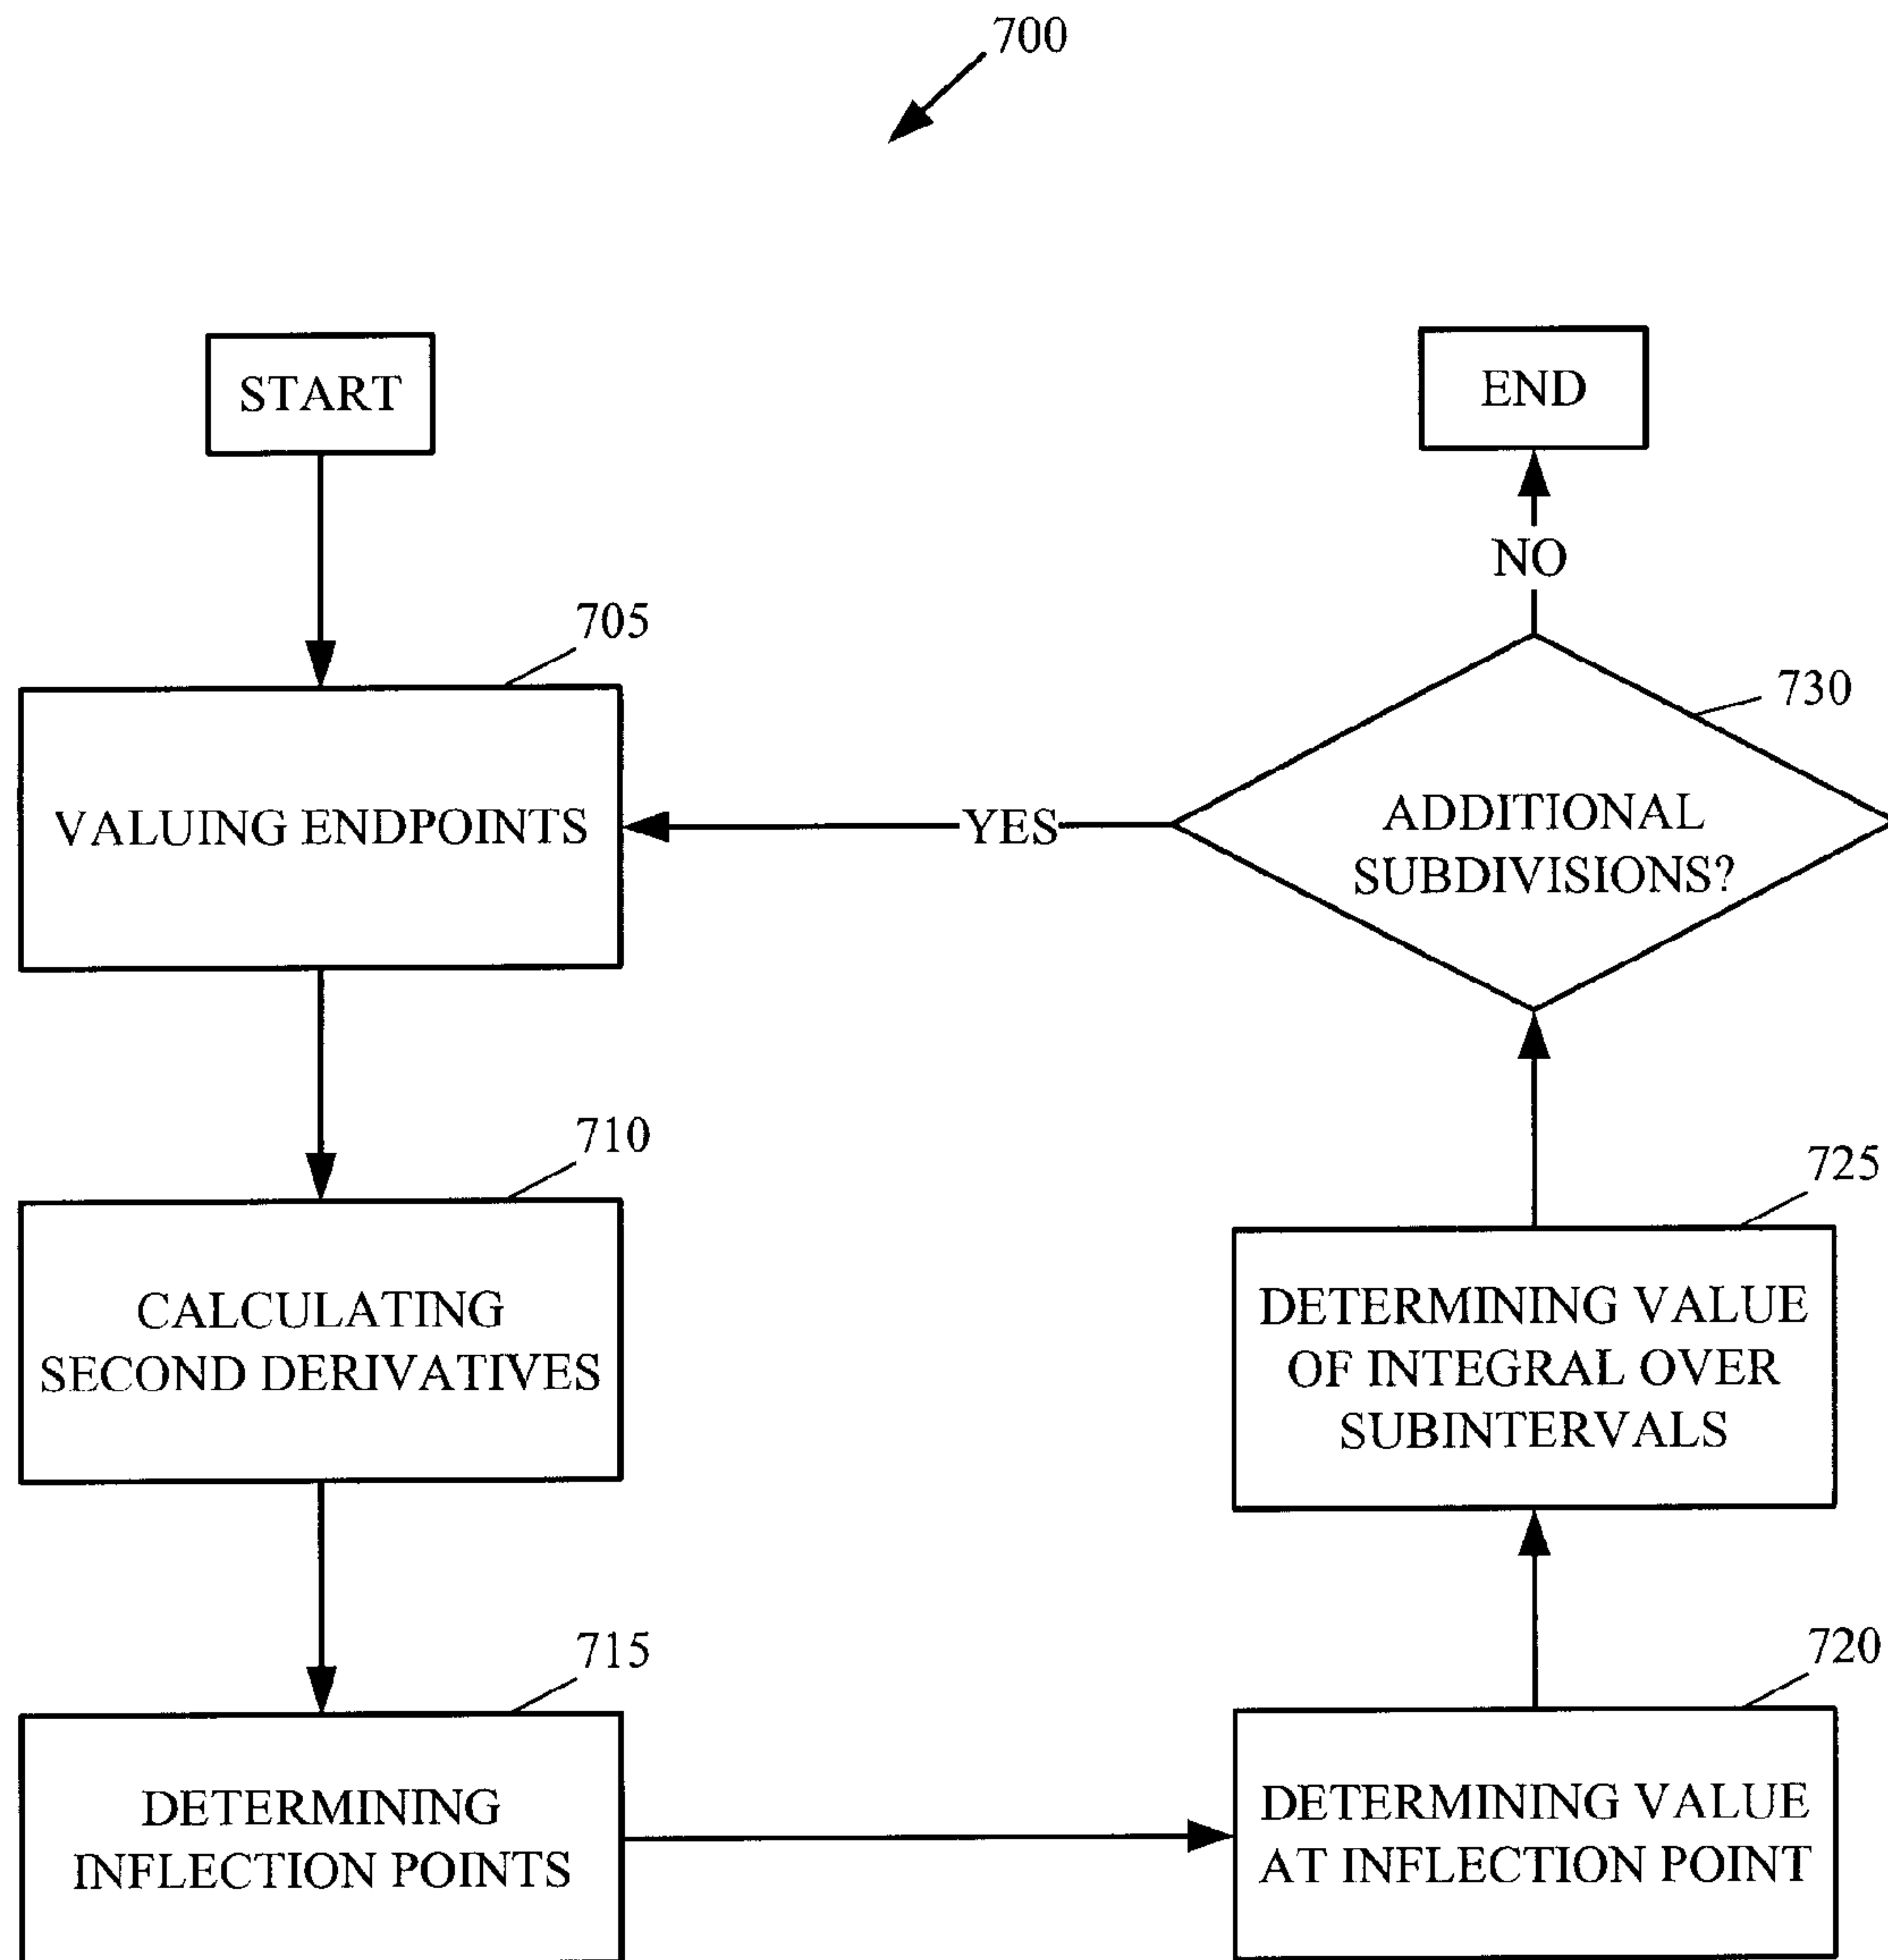 700
START
END
NO
705
730
VALUING ENDPOINTS
YES
ADDITIONAL
SUBDIVISIONS?
710
725
CALCULATING
SECOND DERIVATIVES
DETERMINING VALUE
OF INTEGRAL OVER
SUBINTERVALS
715
720
DETERMINING
INFLECTION POINTS
DETERMINING VALUE
AT INFLECTION POINT